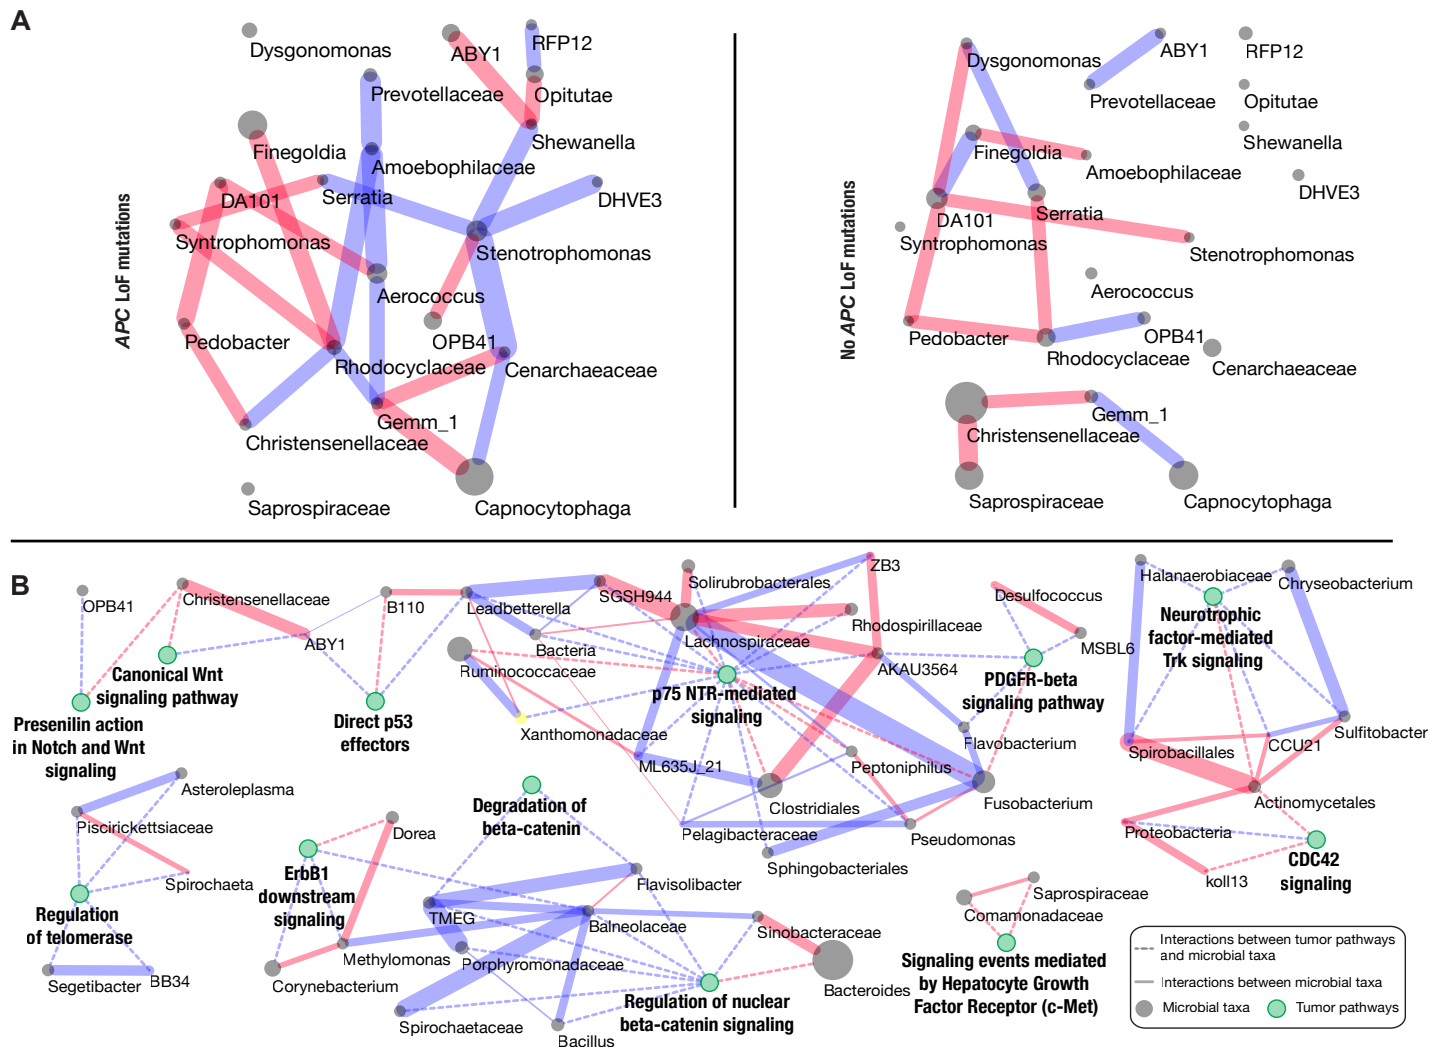 A
Dysgonomonas
ABY1
RFP12
Prevotellaceae
Opitutae
Finegoldia
Shewanella
Amoebophilaceae
DA101
Serratia
DHVE3
Syntrophomonas
Stenotrophomonas
Aerococcus
OPB41
Pedobacter
Rhodocyclaceae
Cenarchaeaceae
Gemm_1
Christensenellaceae
Saprospiraceae
Capnocytophaga
APC LoF mutations
No APC LoF mutations
Dysgonomonas
ABY1
RFP12
Prevotellaceae
Opitutae
Shewanella
Finegoldia
Amoebophilaceae
DHVE3
DA101
Serratia
Syntrophomonas
Stenotrophomonas
Aerococcus
Pedobacter
OPB41
Rhodocyclaceae
Cenarchaeaceae
Gemm_1
Christensenellaceae
Saprospiraceae
Capnocytophaga
B
OPB41
Christensenellaceae
B110
ABY1
Canonical Wnt
signaling pathway
Presenilin action
in Notch and Wnt
signaling
Direct p53
effectors
Leadbetterella
SGSH944
Solirubrobacterales
ZB3
Bacteria
Lachnospiraceae
Rhodospirillaceae
Ruminococcaceae
AKAU3564
p75 NTR-mediated
signaling
Xanthomonadaceae
ML635J_21
Flavobacterium
Peptoniphilus
Clostridiales
Fusobacterium
Pelagibacteraceae
Pseudomonas
Sphingobacteriales
Desulfococcus
MSBL6
PDGFR-beta
signaling pathway
Halanaerobiaceae
Chryseobacterium
Neurotrophic
factor-mediated
Trk signaling
Spirobacillales
CCU21
Sulfitobacter
Actinomycetales
Proteobacteria
koll13
CDC42
signaling
Asteroleplasma
Piscirickettsiaceae
Spirochaeta
Regulation
of telomerase
Segetibacter
BB34
Dorea
ErbB1
downstream
signaling
Methylomonas
Corynebacterium
Degradation of
beta-catenin
Flavisolibacter
TMEG
Balneolaceae
Porphyromonadaceae
Sinobacteraceae
Bacteroides
Regulation of nuclear
beta-catenin signaling
Spirochaetaceae
Bacillus
Saprospiraceae
Comamonadaceae
Signaling events mediated
by Hepatocyte Growth
Factor Receptor (c-Met)
Interactions between tumor pathways
and microbial taxa
Interactions between microbial taxa
Microbial taxa
Tumor pathways